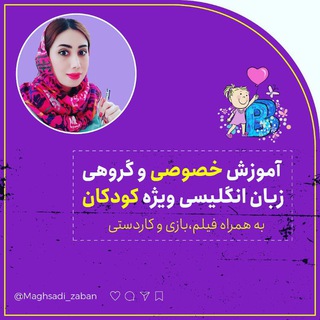 B
آموزش خصوصی و گروهی
زبان انگلیسی ویژه کودکان
به همراه فیلم،بازی و کاردستی
@Maghsadi_zaban